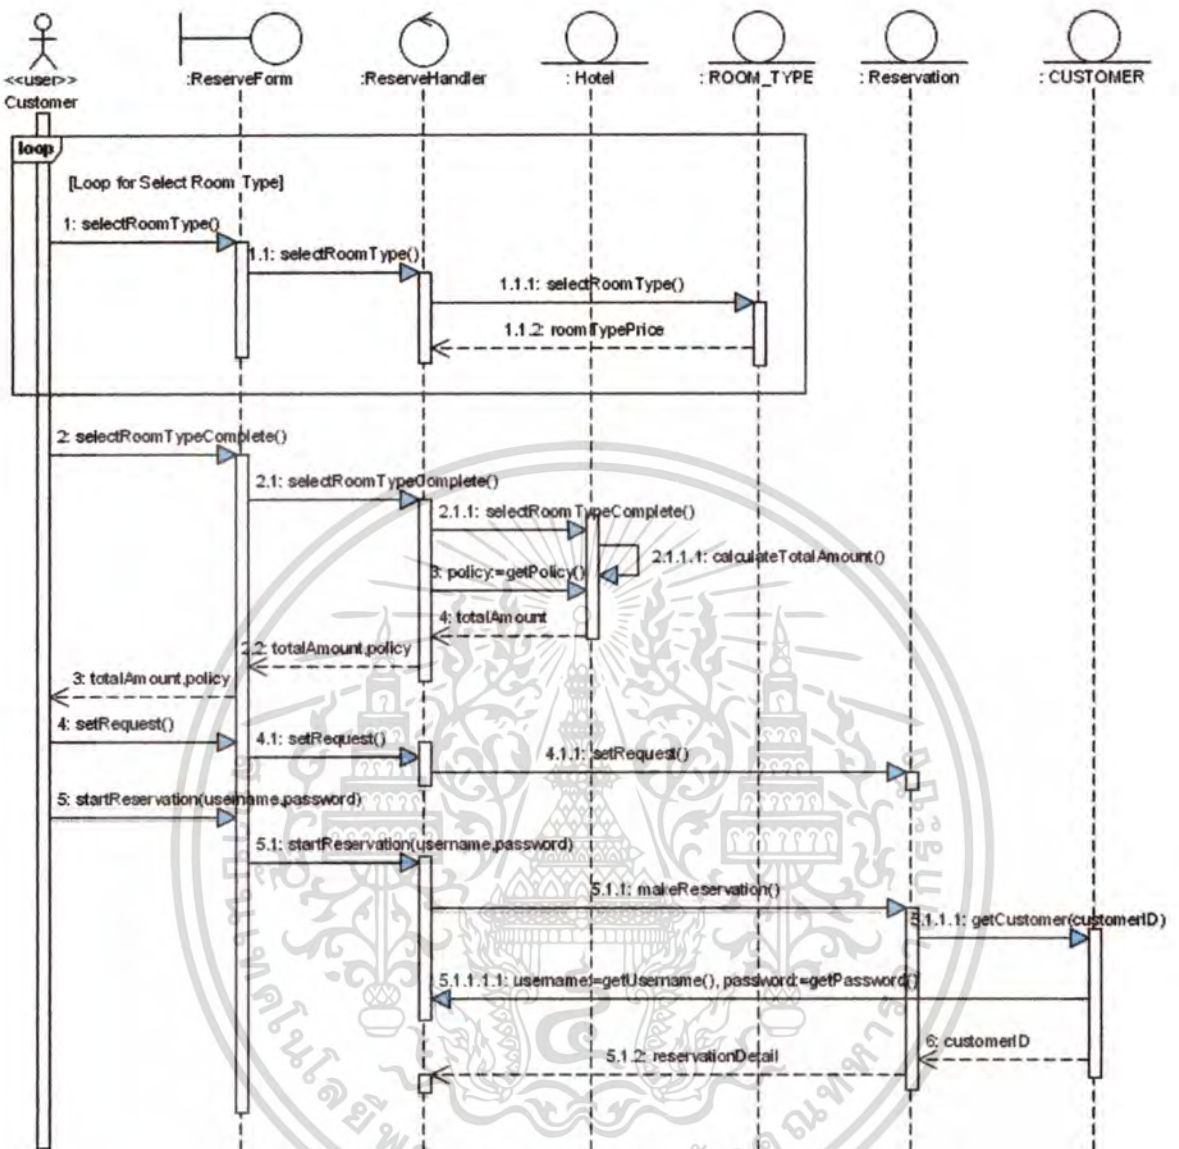 <<user>>
Customer
:ReserveForm
:ReserveHandler
: Hotel
: ROOM_TYPE
: Reservation
: CUSTOMER
loop
[Loop for Select Room Type]
1: selectRoomType()
1.1: selectRoomType()
1.1.1: selectRoomType()
1.1.2: roomTypePrice
2: selectRoomTypeComplete()
2.1: selectRoomTypeComplete()
2.1.1: selectRoomTypeComplete()
2.1.1.1: calculateTotalAmount()
3: policy:=getPolicy()
4: totalAmount
2.2: totalAmount,policy
3: totalAmount,policy
4: setRequest()
4.1: setRequest()
4.1.1: setRequest()
5: startReservation(username,password)
5.1: startReservation(username,password)
5.1.1: makeReservation()
5.1.1.1: getCustomer(customerID)
5.1.1.1.1: username:=getUsername(), password:=getPassword()
6: customerID
5.1.2: reservationDetail